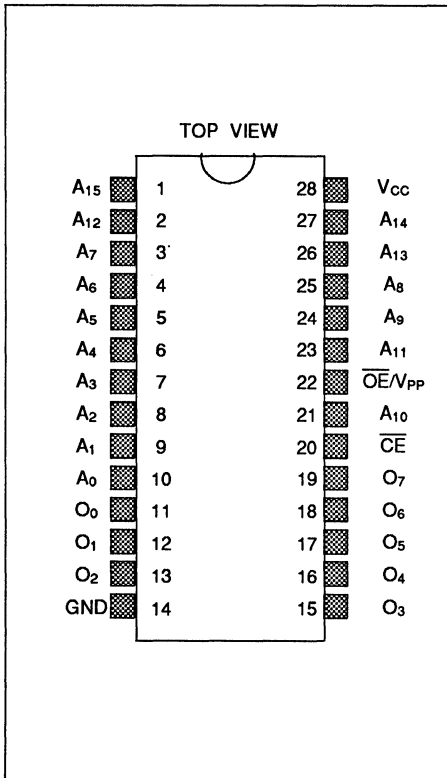 TOP VIEW
A15 1 28 VCC
A12 2 27 A14
A7 3 26 A13
A6 4 25 A8
A5 5 24 A9
A4 6 23 A11
A3 7 22 O̅E̅/VPP
A2 8 21 A10
A1 9 20 C̅E̅
A0 10 19 O7
O0 11 18 O6
O1 12 17 O5
O2 13 16 O4
GND 14 15 O3